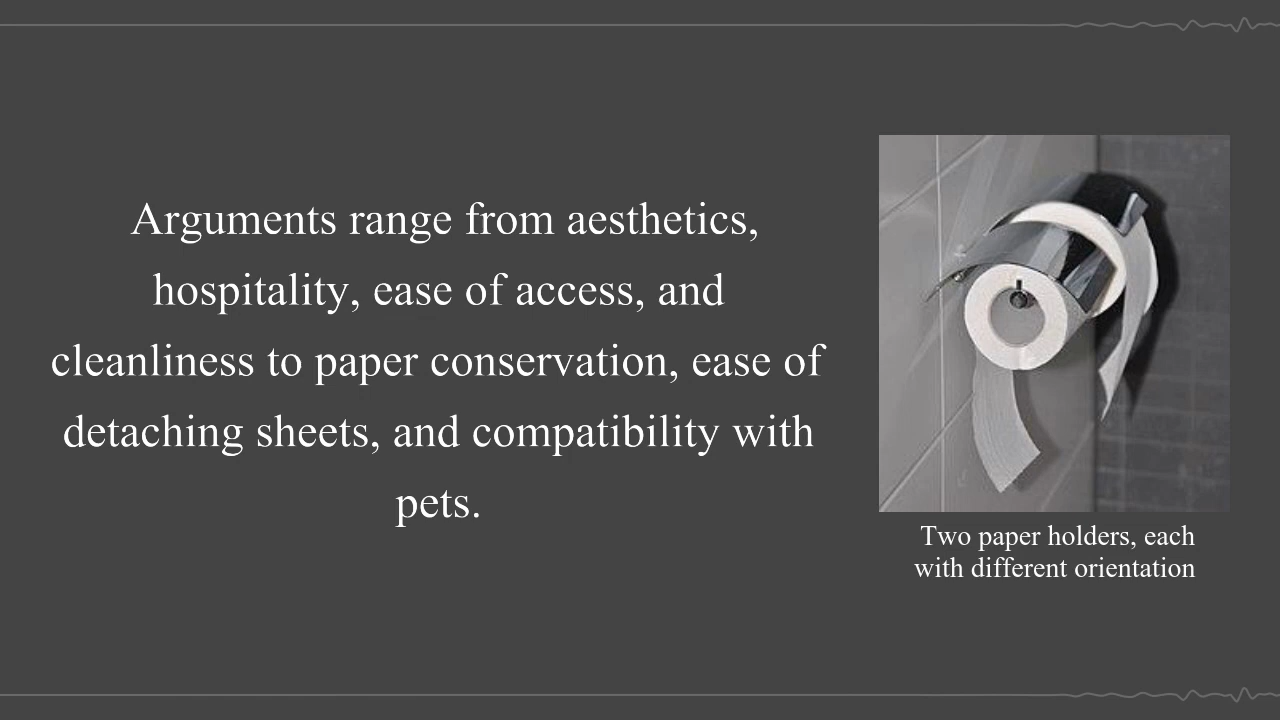 Arguments range from aesthetics,
hospitality, ease of access, and
cleanliness to paper conservation, ease of
detaching sheets, and compatibility with
pets.
Two paper holders, each
with different orientation